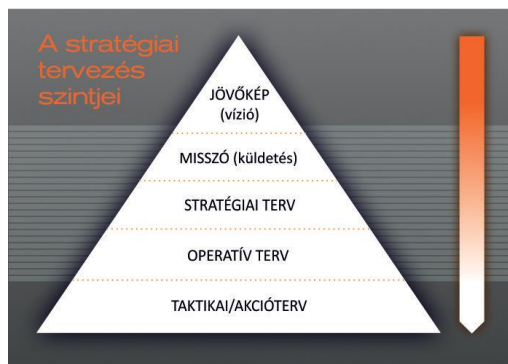 A stratégiai
tervezés
szintjei
JÖVŐKÉP
(vízió)
MISSZÓ (küldetés)
STRATÉGIAI TERV
OPERATÍV TERV
TAKTIKAI/AKCIÓTERV